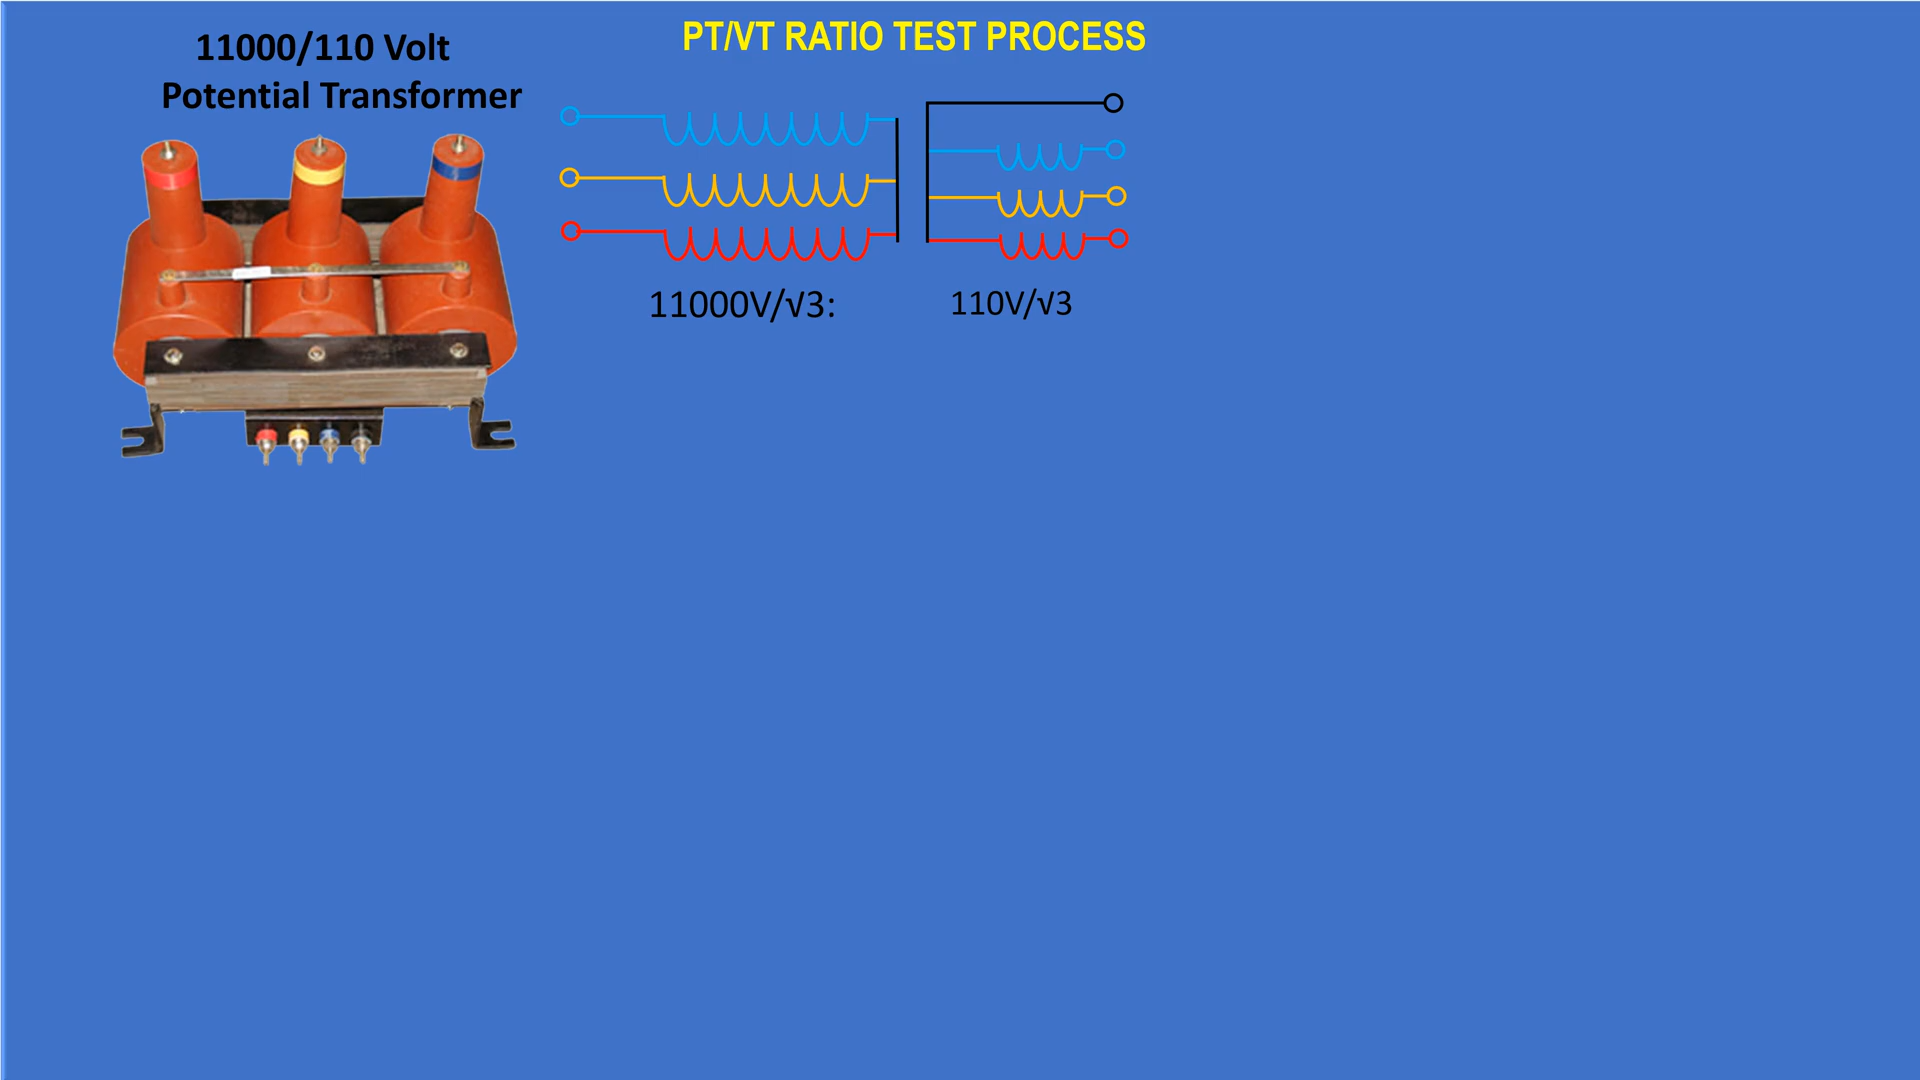 PT/VT RATIO TEST PROCESS
11000/110 Volt
Potential Transformer
11000V/√3:
110V/√3